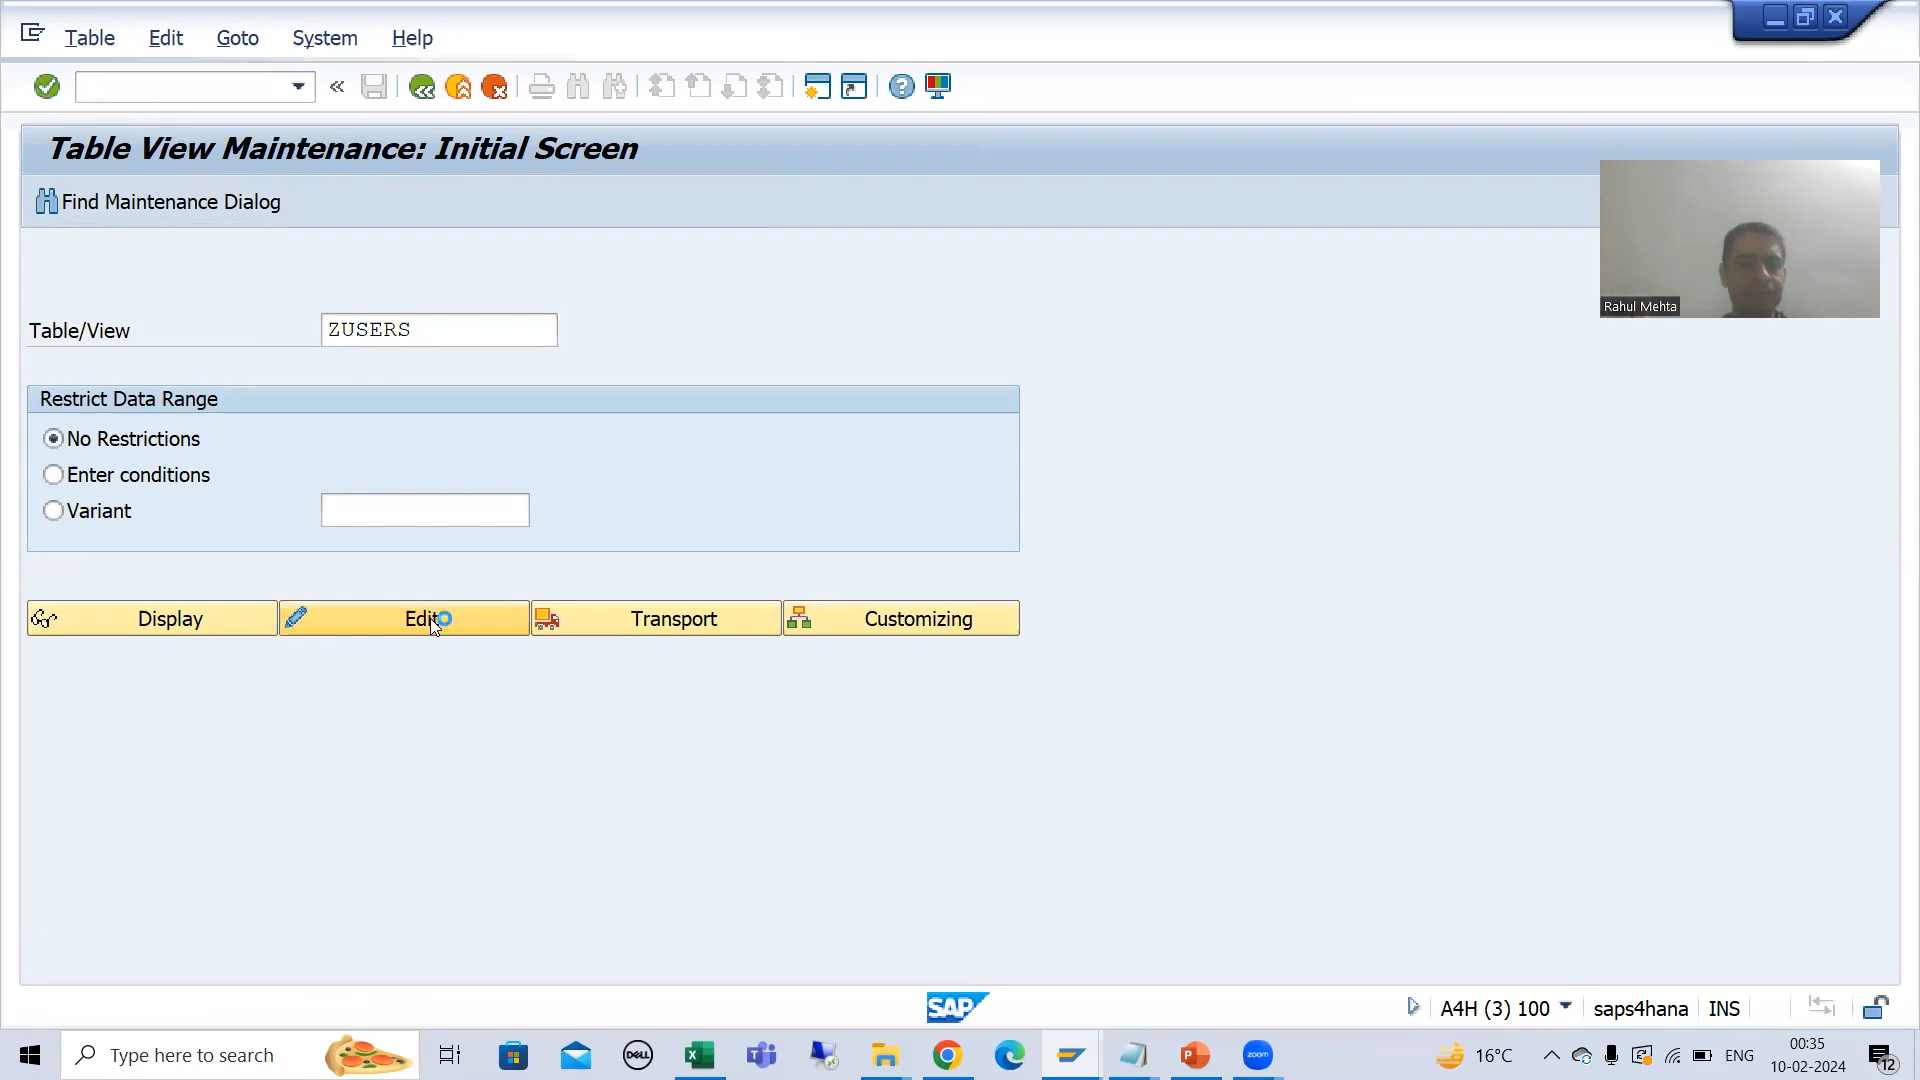 Table Edit Goto System Help
Table View Maintenance: Initial Screen
Find Maintenance Dialog
Rahul Mehta
Table/View ZUSERS
Restrict Data Range
No Restrictions
Enter conditions
Variant
Display Edit Transport Customizing
SAP
A4H (3) 100 saps4hana INS
Type here to search
DELL
zoom
16°C
ENG
00:35
10-02-2024
12